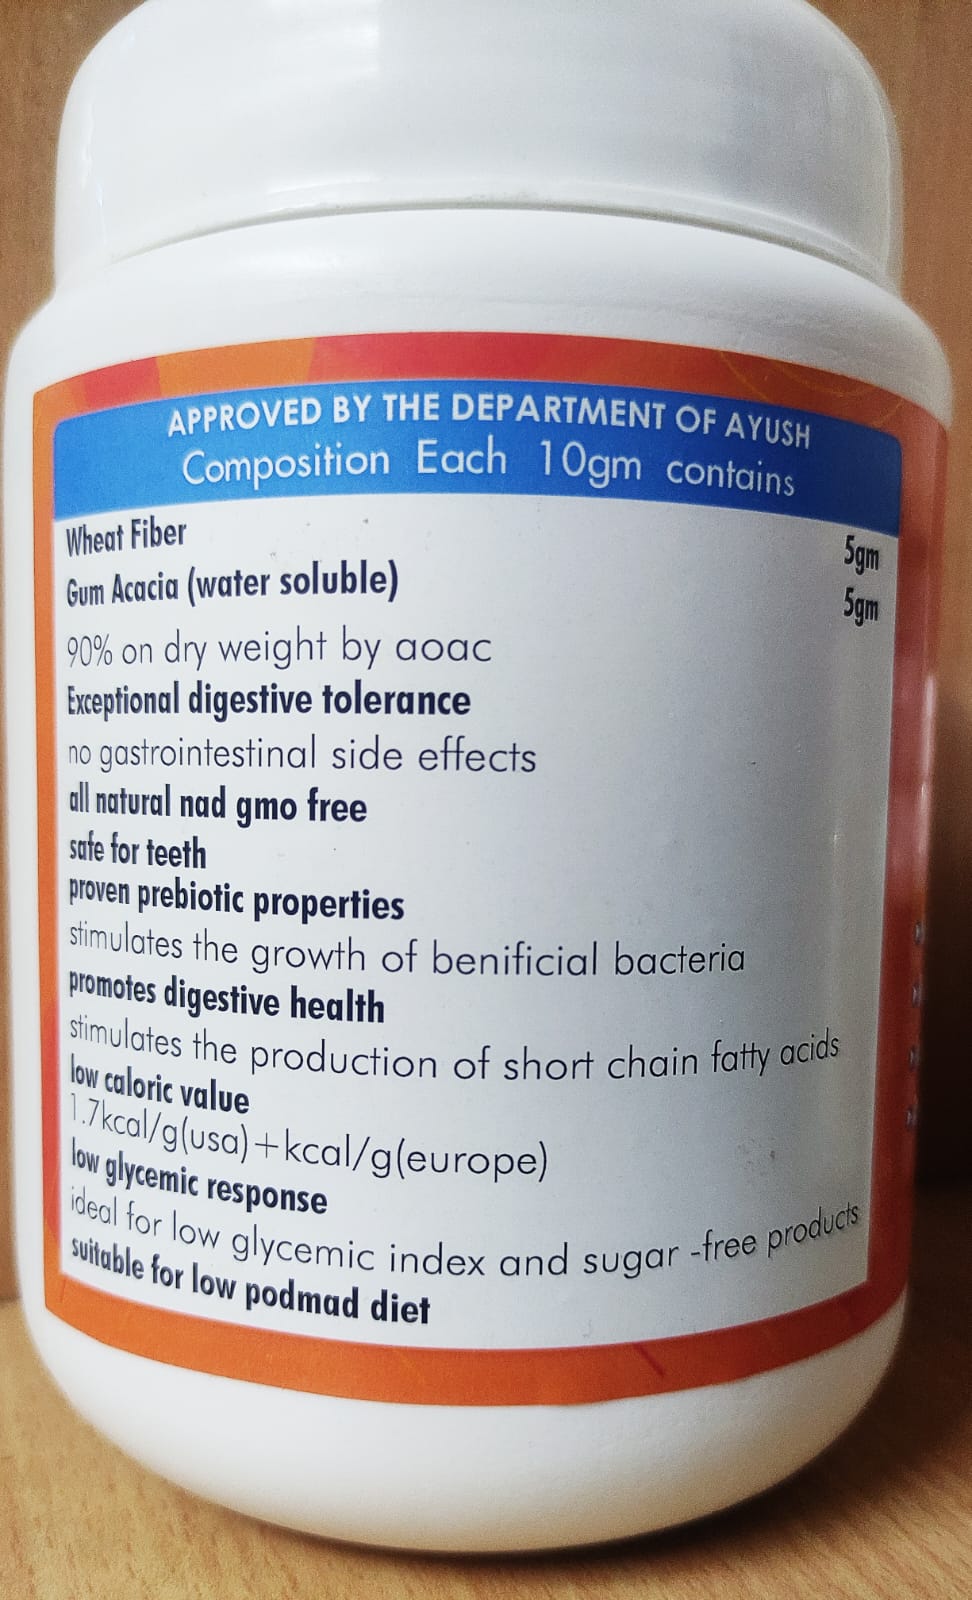 APPROVED BY THE DEPARTMENT OF AYUSH
Composition Each 10gm contains
Wheat Fiber 5gm
Gum Acacia (water soluble) 5gm
90% on dry weight by aoac
Exceptional digestive tolerance
no gastrointestinal side effects
all natural nad gmo free
safe for teeth
proven prebiotic properties
stimulates the growth of benificial bacteria
promotes digestive health
stimulates the production of short chain fatty acids
low caloric value
1.7kcal/g(usa)+kcal/g(europe)
low glycemic response
ideal for low glycemic index and sugar -free products
suitable for low podmad diet